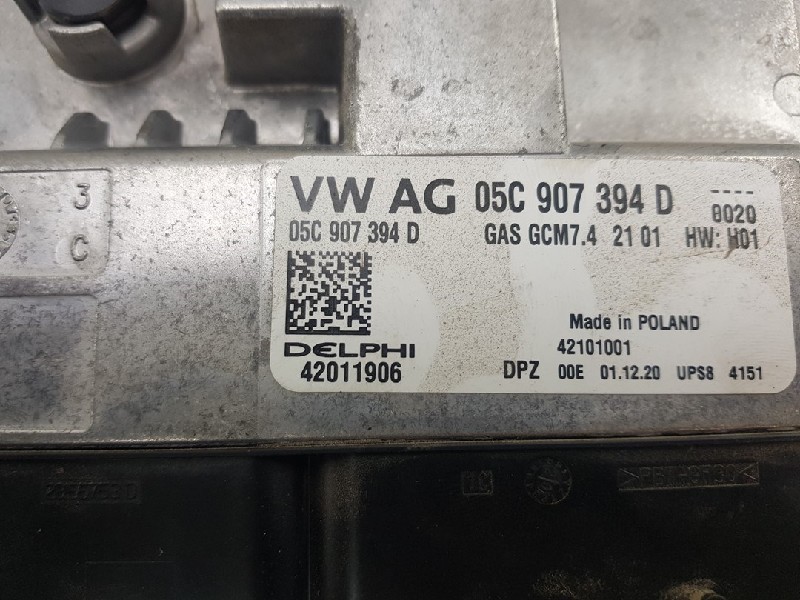 3
C
VW AG 05C 907 394 D ----
8020
05C 907 394 D GAS GCM7.4 21 01 HW: H01
Made in POLAND
DELPHI 42101001
42011906 DPZ 00E 01.12.20 UPS8 4151